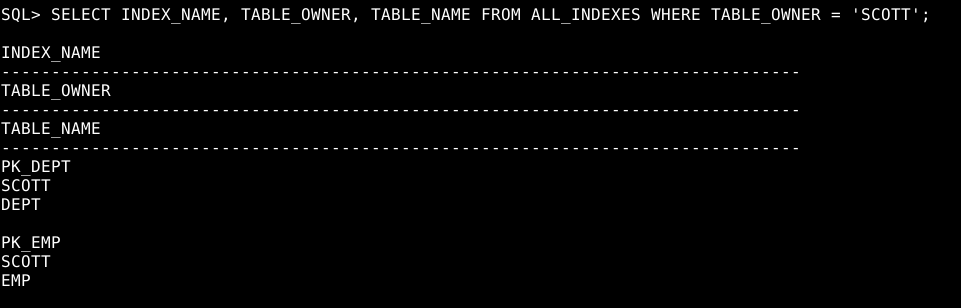 SQL> SELECT INDEX_NAME, TABLE_OWNER, TABLE_NAME FROM ALL_INDEXES WHERE TABLE_OWNER = 'SCOTT';
INDEX_NAME
--------------------------------------------------------------------------------
TABLE_OWNER
--------------------------------------------------------------------------------
TABLE_NAME
--------------------------------------------------------------------------------
PK_DEPT
SCOTT
DEPT
PK_EMP
SCOTT
EMP